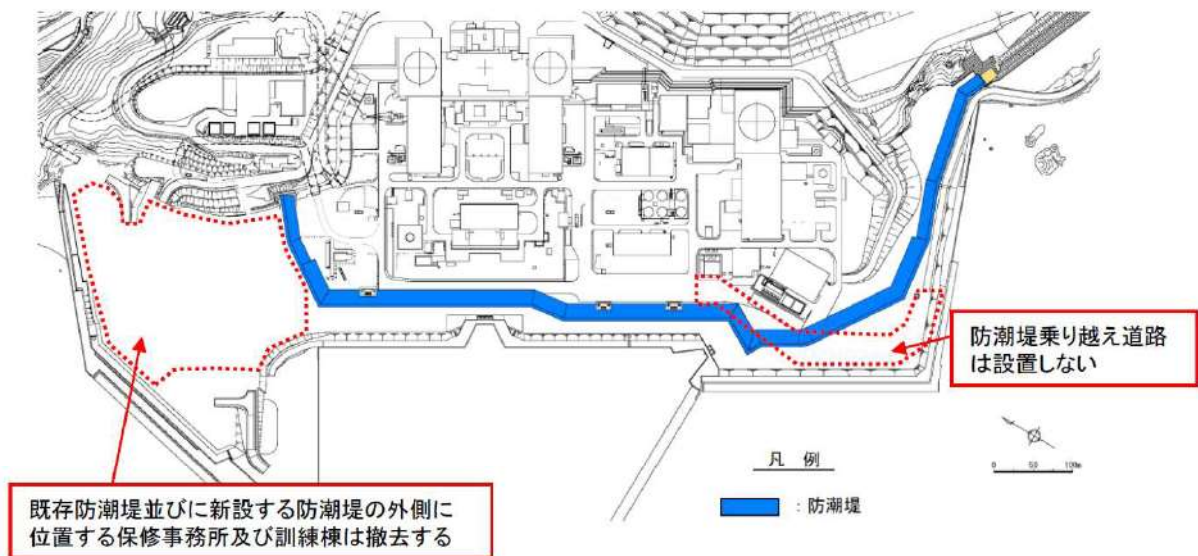 防潮堤乗り越え道路
は設置しない
凡 例
0 50 100m
:防潮堤
既存防潮堤並びに新設する防潮堤の外側に
位置する保修事務所及び訓練棟は撤去する